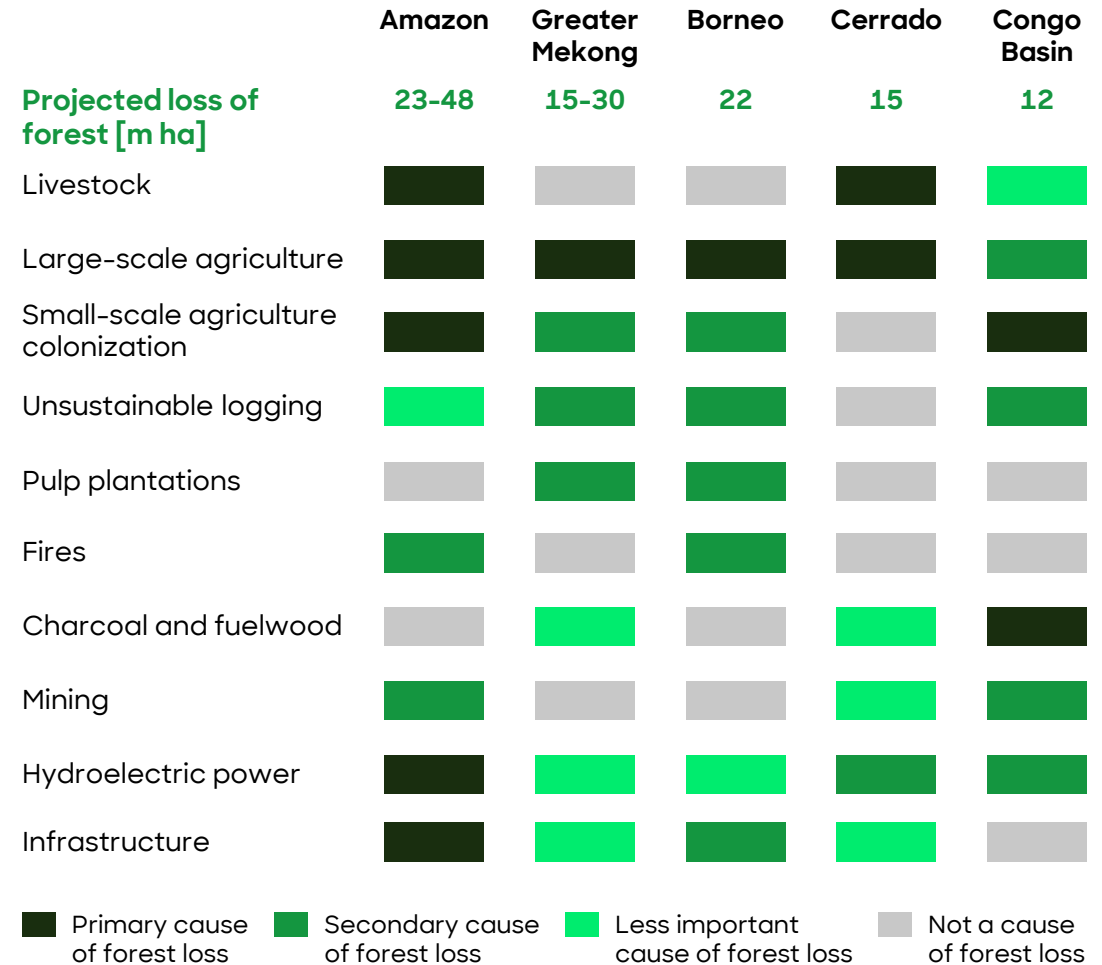 Amazon
Greater
Mekong
Borneo
Cerrado
Congo
Basin
Projected loss of
forest [m ha]
23-48
15-30
22
15
12
Livestock
Large-scale agriculture
Small-scale agriculture
colonization
Unsustainable logging
Pulp plantations
Fires
Charcoal and fuelwood
Mining
Hydroelectric power
Infrastructure
Primary cause
of forest loss
Secondary cause
of forest loss
Less important
cause of forest loss
Not a cause
of forest loss